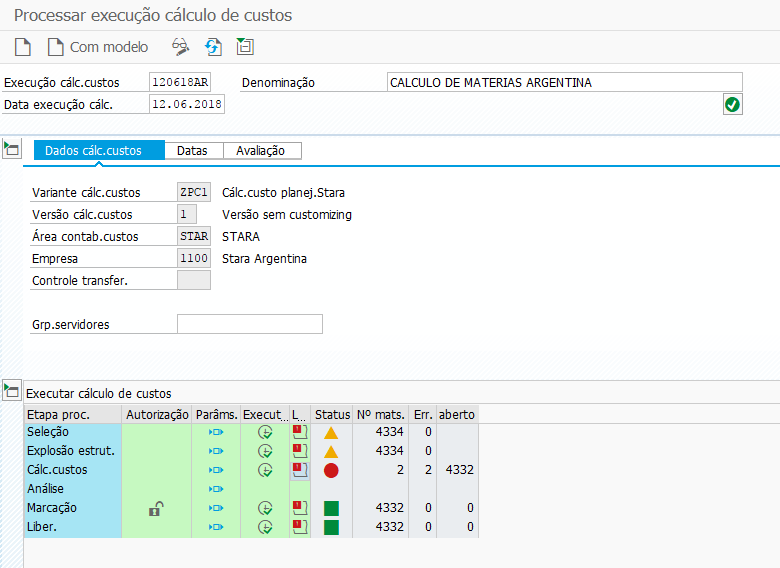 Processar execução cálculo de custos
Com modelo
Execução cálc.custos 120618AR Denominação CALCULO DE MATERIAS ARGENTINA
Data execução cálc. 12.06.2018
Dados cálc.custos Datas Avaliação
Variante cálc.custos ZPC1 Cálc.custo planej.Stara
Versão cálc.custos 1 Versão sem customizing
Área contab.custos STAR STARA
Empresa 1100 Stara Argentina
Controle transfer.
Grp.servidores
Executar cálculo de custos
Etapa proc. Autorização Parâms. Execut... L... Status Nº mats. Err. aberto
Seleção 4334 0
Explosão estrut. 4334 0
Cálc.custos 2 2 4332
Análise
Marcação 4332 0 0
Liber. 4332 0 0